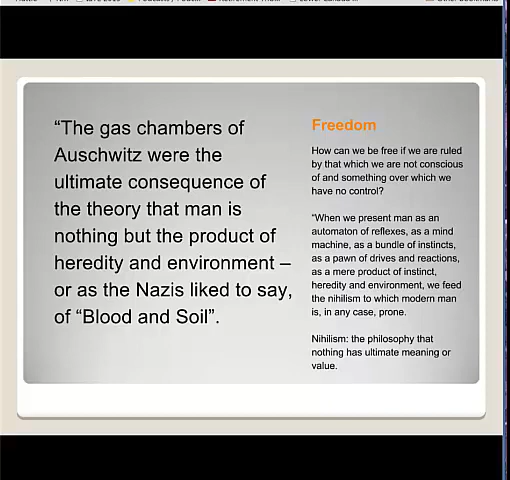 “The gas chambers of
Auschwitz were the
ultimate consequence of
the theory that man is
nothing but the product of
heredity and environment –
or as the Nazis liked to say,
of “Blood and Soil”.
Freedom
How can we be free if we are ruled
by that which we are not conscious
of and something over which we
have no control?
“When we present man as an
automaton of reflexes, as a mind
machine, as a bundle of instincts,
as a pawn of drives and reactions,
as a mere product of instinct,
heredity and environment, we feed
the nihilism to which modern man
is, in any case, prone.
Nihilism: the philosophy that
nothing has ultimate meaning or
value.